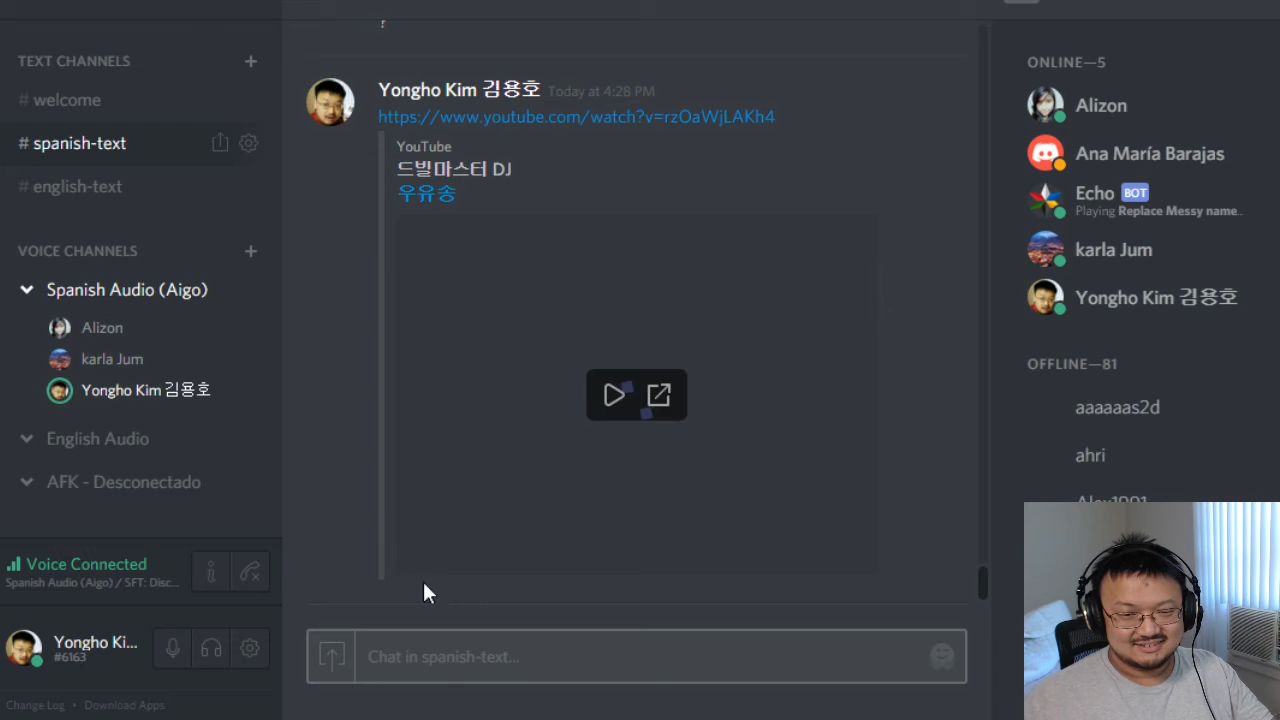 TEXT CHANNELS
# welcome
# spanish-text
# english-text
VOICE CHANNELS
Spanish Audio (Aigo)
Alizon
karla Jum
Yongho Kim 김용호
English Audio
AFK - Desconectado
Voice Connected
Spanish Audio (Aigo) / SFT: Disc...
Yongho Ki...
#6163
Change Log • Download Apps
Yongho Kim 김용호 Today at 4:28 PM
https://www.youtube.com/watch?v=rzOaWjLAKh4
YouTube
드빌마스터 DJ
우유송
Chat in spanish-text...
ONLINE—5
Alizon
Ana María Barajas
Echo BOT
Playing Replace Messy name..
karla Jum
Yongho Kim 김용호
OFFLINE—81
aaaaaas2d
ahri